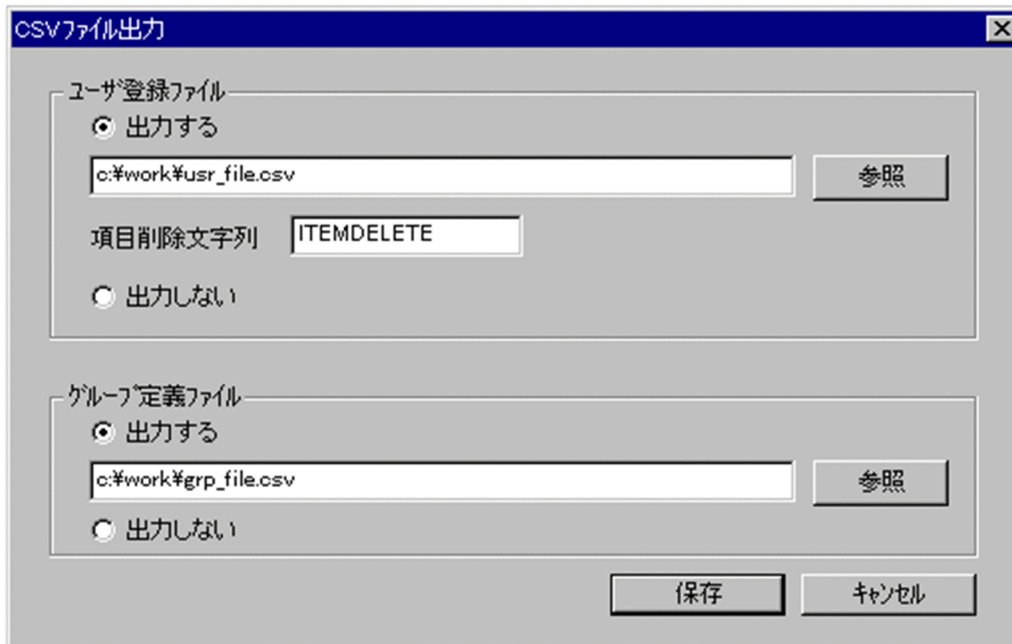 CSVファイル出力
ﾕｰｻﾞ登録ﾌｧｲﾙ
出力する
c:¥work¥usr_file.csv
参照
項目削除文字列
ITEMDELETE
出力しない
ｸﾞﾙｰﾌﾟ定義ﾌｧｲﾙ
出力する
c:¥work¥grp_file.csv
参照
出力しない
保存
ｷｬﾝｾﾙ